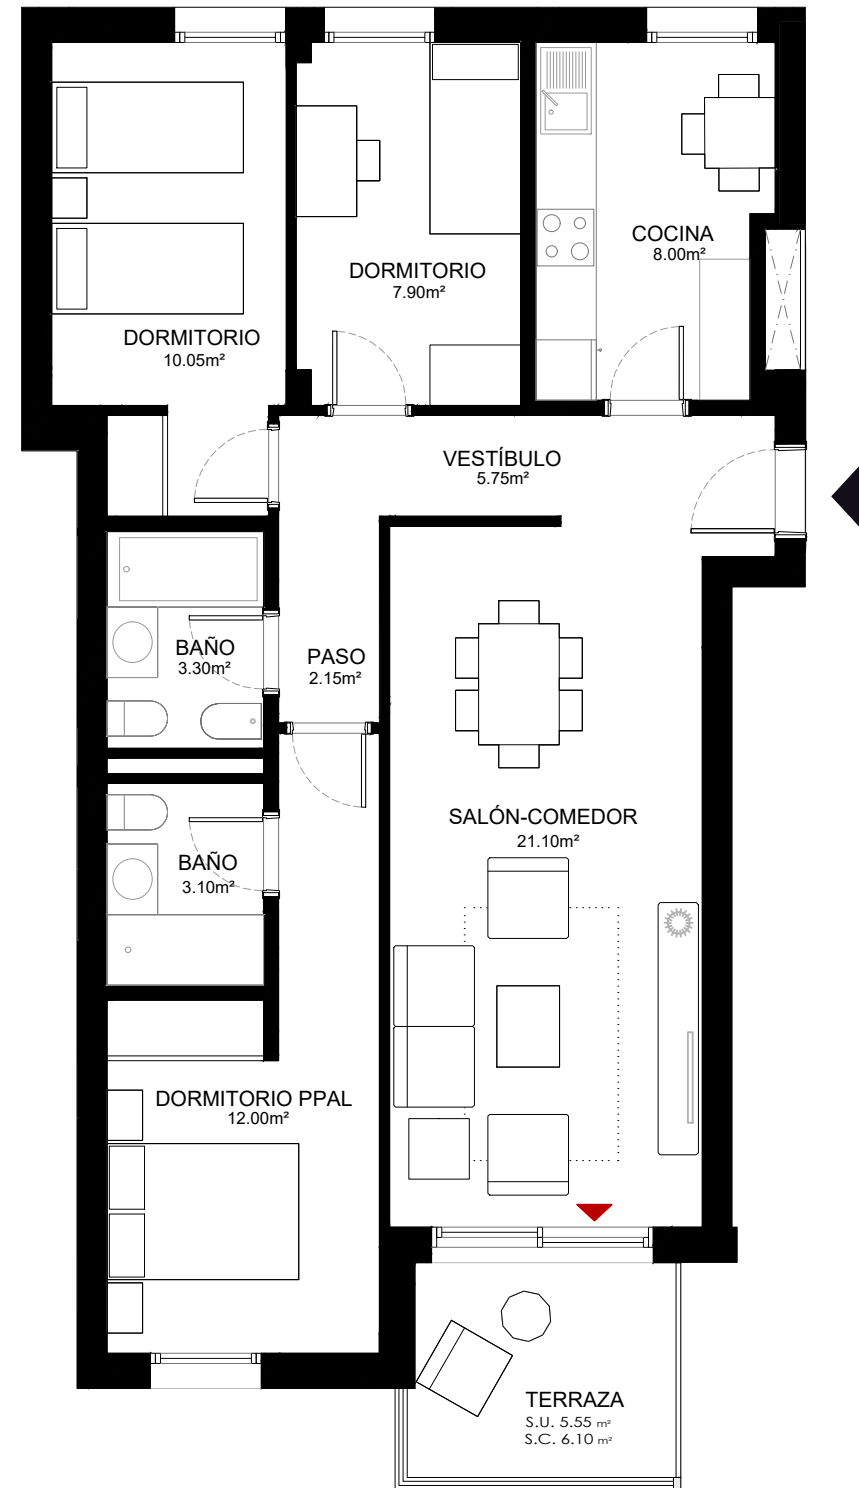 COCINA
8.00m²
DORMITORIO
7.90m²
DORMITORIO
10.05m²
VESTÍBULO
5.75m²
BAÑO
3.30m²
PASO
2.15m²
SALÓN-COMEDOR
21.10m²
BAÑO
3.10m²
DORMITORIO PPAL
12.00m²
TERRAZA
S.U. 5.55 m²
S.C. 6.10 m²